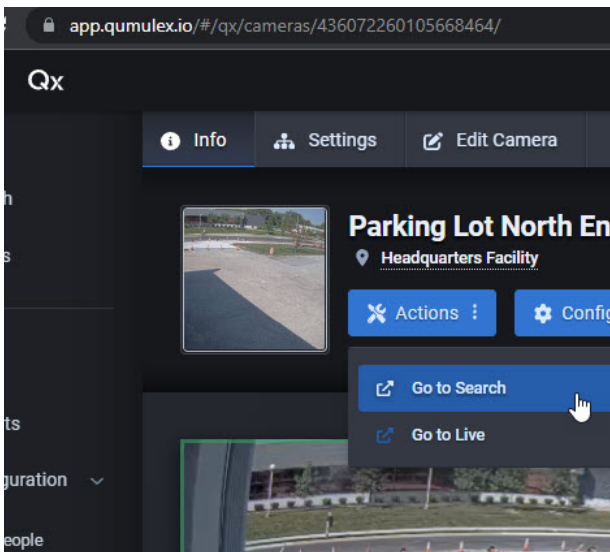 app.qumulex.io/#/qx/cameras/436072260105668464/
Qx
Info
Settings
Edit Camera
h
s
Parking Lot North En
Headquarters Facility
Actions
Config
Go to Search
ts
Go to Live
guration
eople